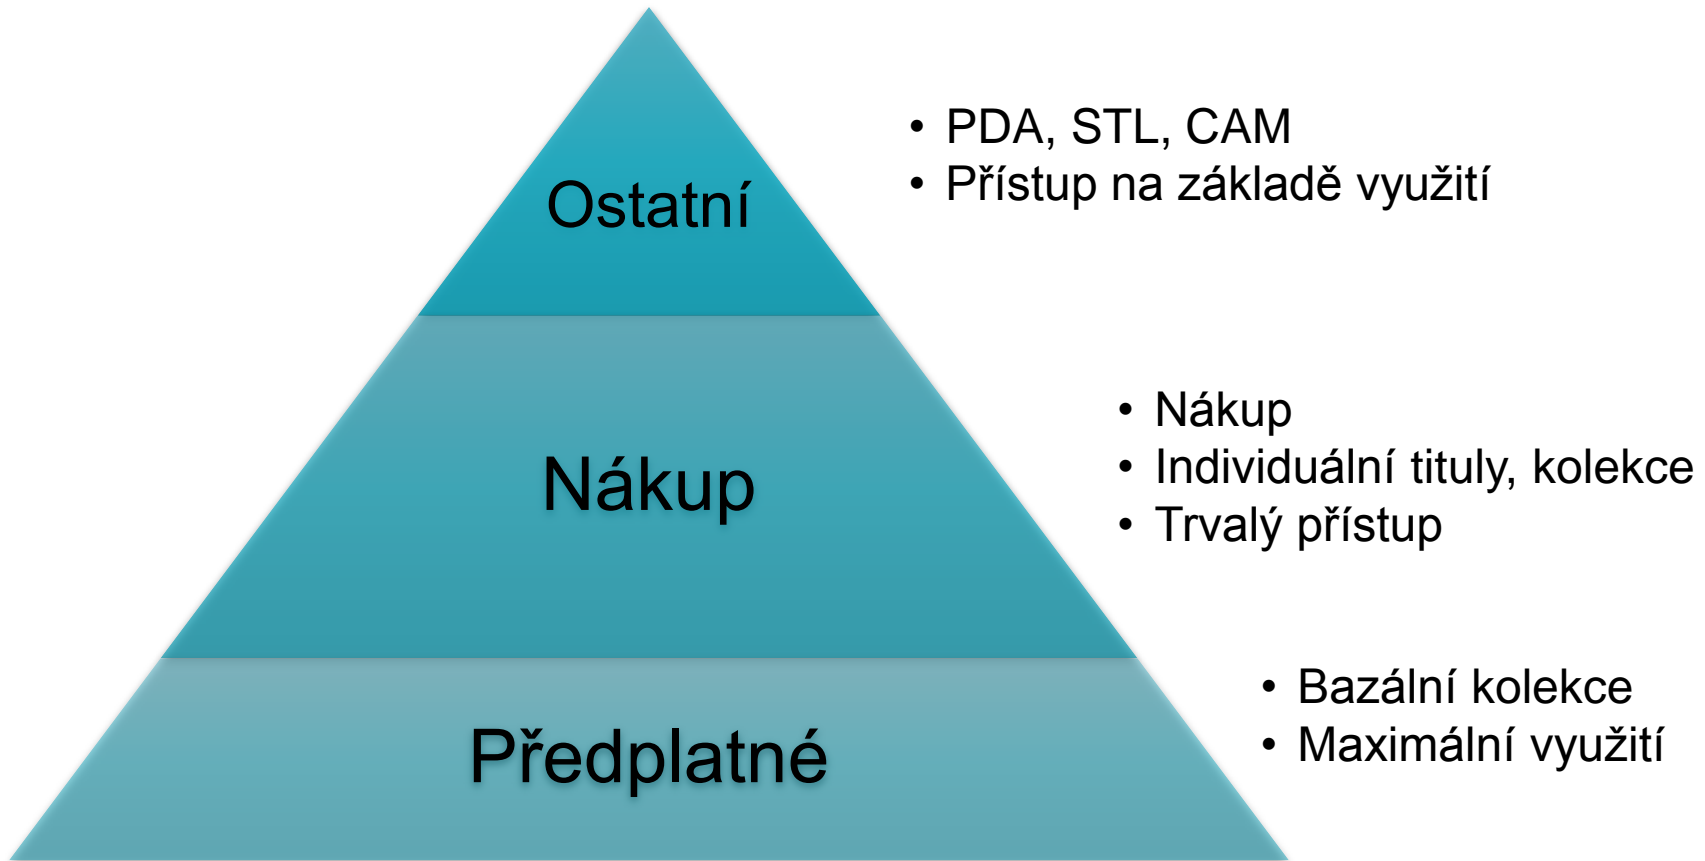 Ostatní
• PDA, STL, CAM
• Přístup na základě využití
Nákup
• Nákup
• Individuální tituly, kolekce
• Trvalý přístup
Předplatné
• Bazální kolekce
• Maximální využití